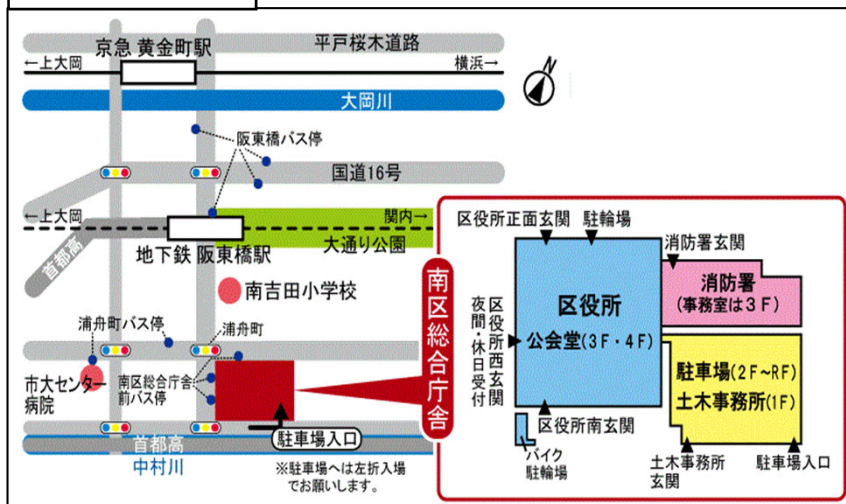 京急 黄金町駅
平戸桜木道路
←上大岡
横浜→
N
大岡川
阪東橋バス停
国道16号
←上大岡
関内→
首都高
地下鉄 阪東橋駅
大通り公園
南吉田小学校
浦舟町バス停
浦舟町
市大センター
病院
南区総合庁舎
前バス停
首都高
中村川
駐車場入口
※駐車場へは左折入場
でお願いします。
南区総合庁舎
区役所正面玄関
駐輪場
消防署玄関
区役所
公会堂(3F・4F)
消防署
(事務室は3F)
区役所西玄関
夜間・休日受付
駐車場(2F~RF)
土木事務所(1F)
区役所南玄関
バイク
駐輪場
土木事務所
玄関
駐車場入口